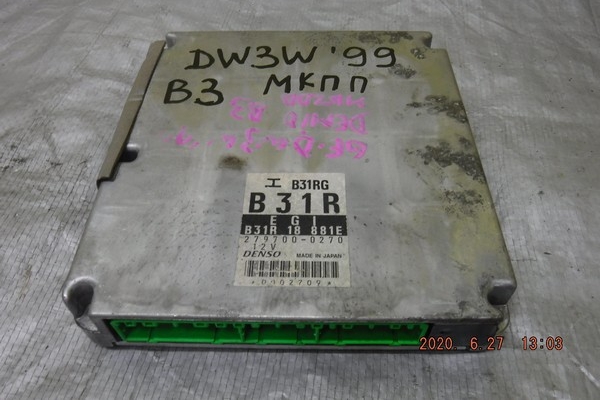 DW3W '99
B3 МКПП
工 B31RG
B31R
EGI
B31R 18 881E
279700-0270
12V
DENSO MADE IN JAPAN
2020 6 27 13:03